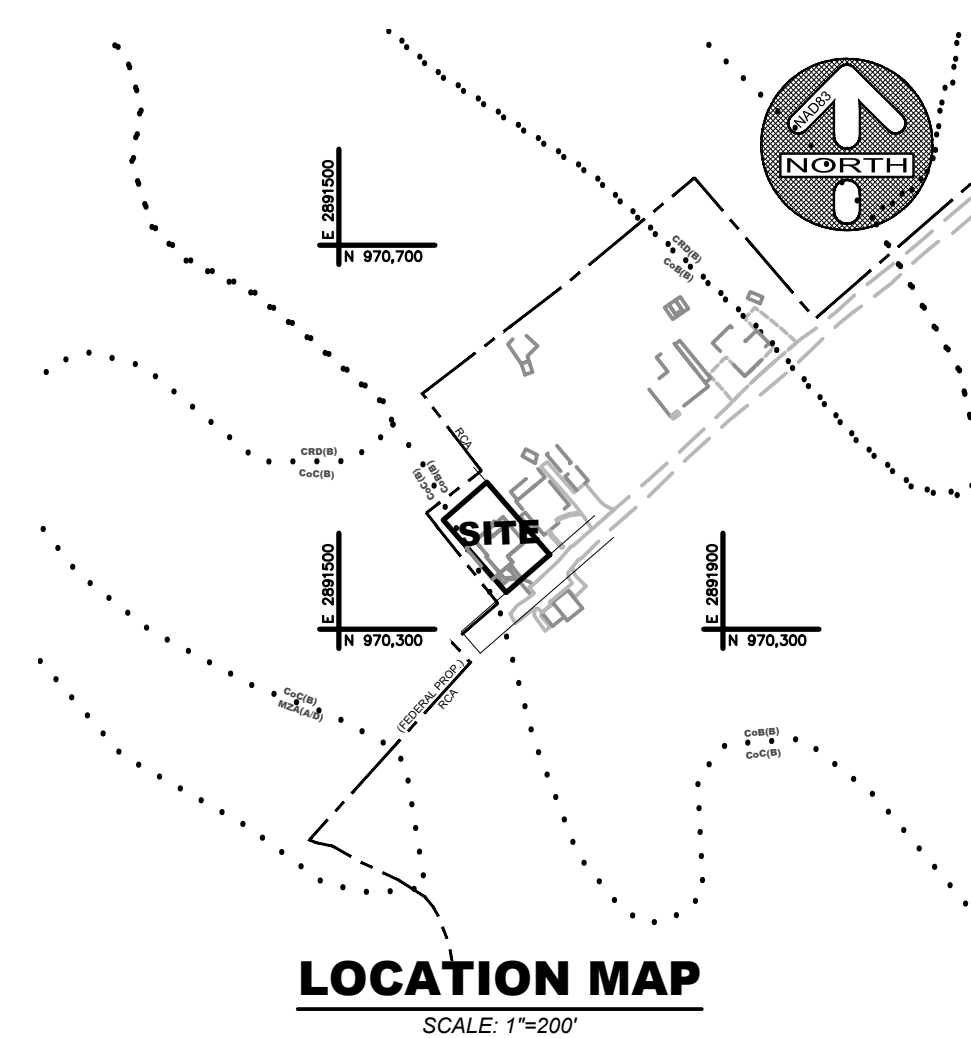 NAD83
NORTH
E 2891500
N 970,700
CRD(B)
CoB(B)
RCA
CRD(B)
CoC(B)
CoB(B)
CoC(B)
SITE
E 2891500
N 970,300
E 2891900
N 970,300
(FEDERAL PROP.)
RCA
CoC(B)
MZA(A/D)
CoB(B)
CoC(B)
LOCATION MAP
SCALE: 1"=200'